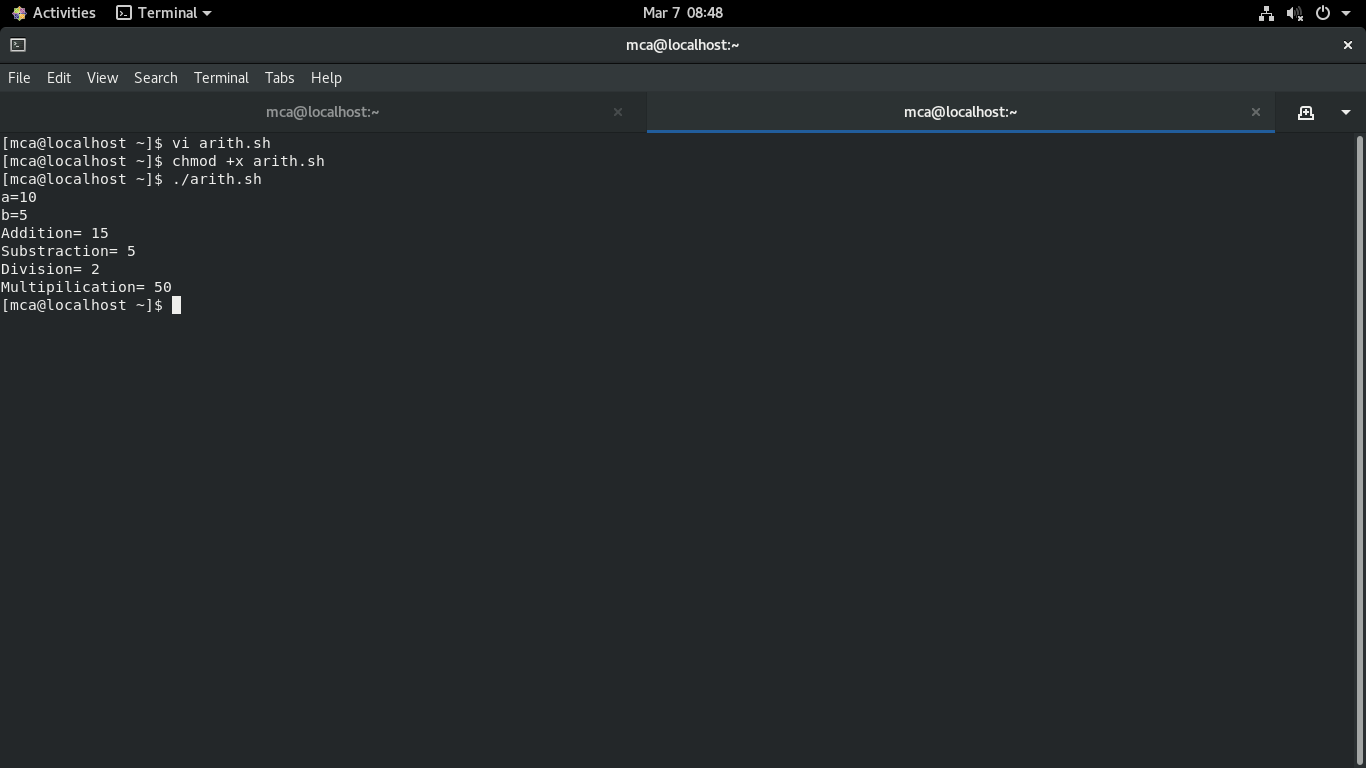 Activities Terminal Mar 7 08:48
mca@localhost:~
File Edit View Search Terminal Tabs Help
mca@localhost:~ mca@localhost:~
[mca@localhost ~]$ vi arith.sh
[mca@localhost ~]$ chmod +x arith.sh
[mca@localhost ~]$ ./arith.sh
a=10
b=5
Addition= 15
Substraction= 5
Division= 2
Multipilication= 50
[mca@localhost ~]$